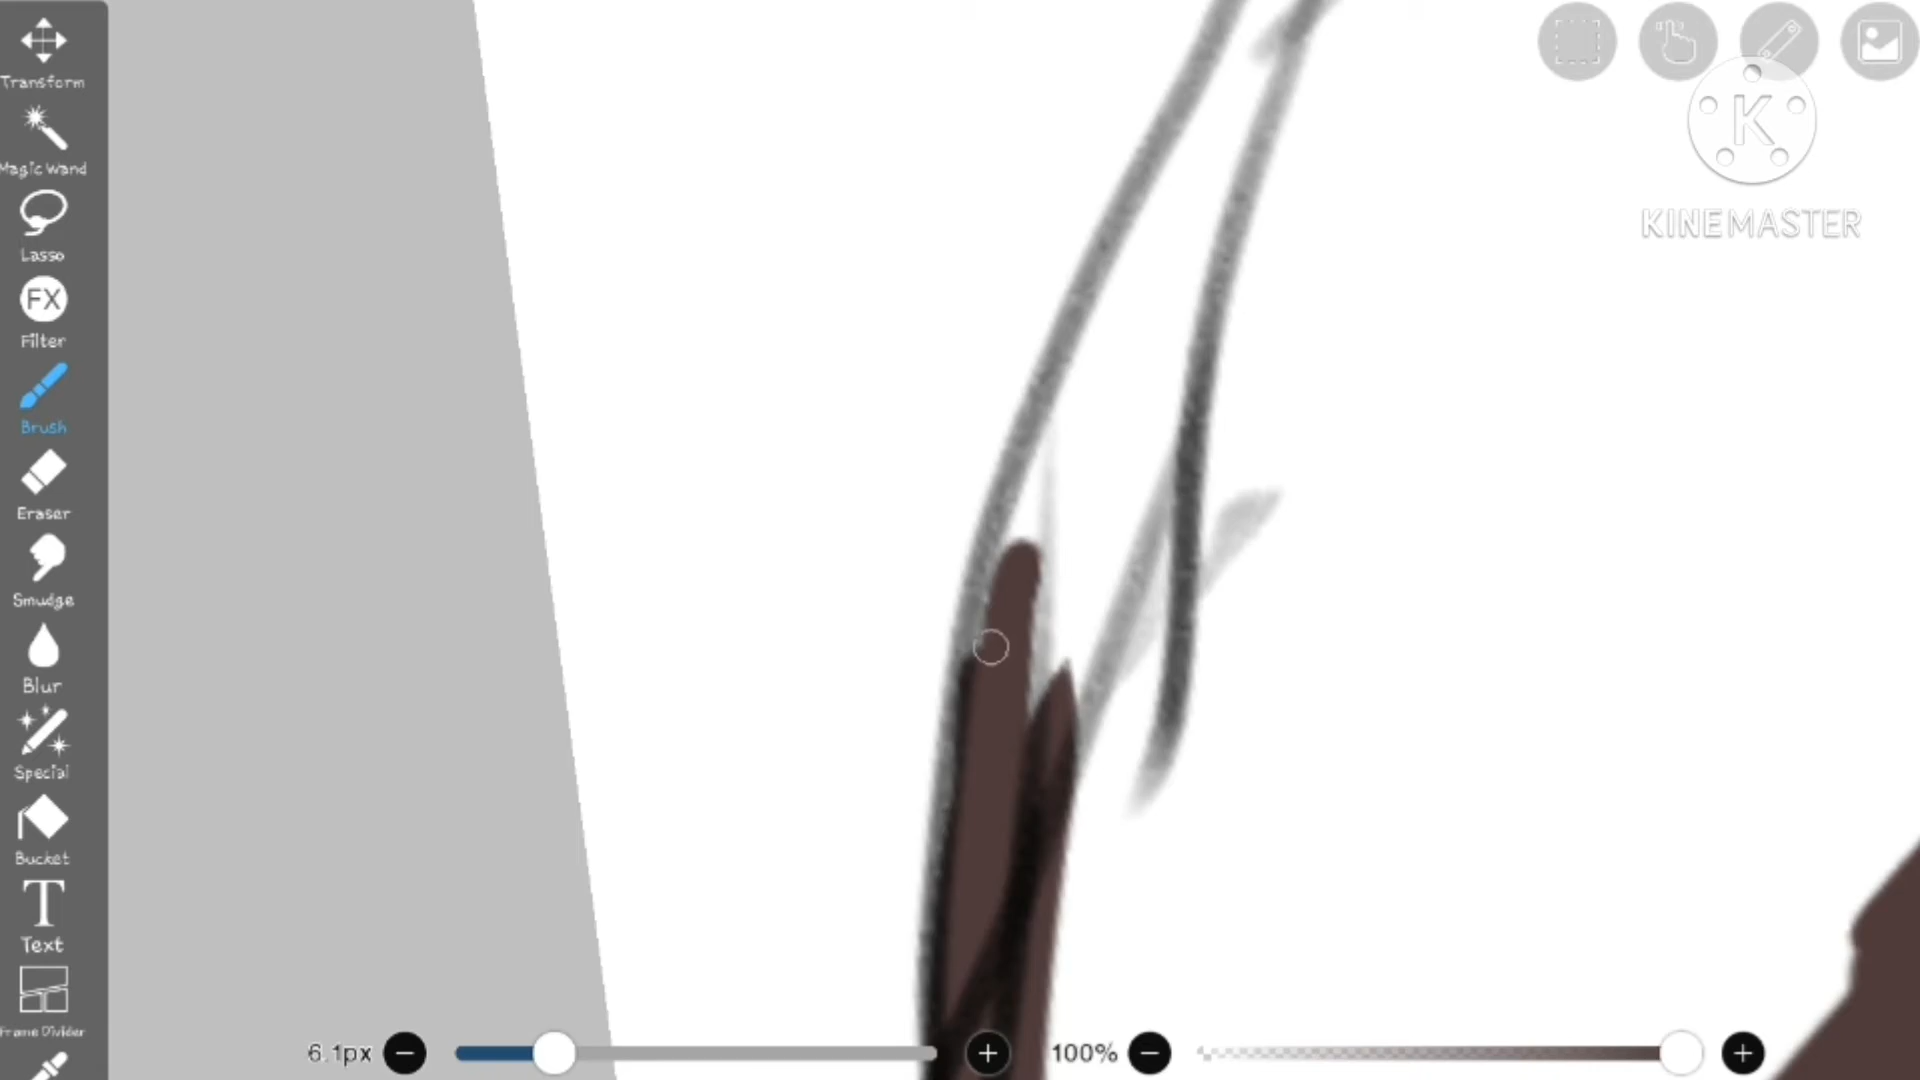 Transform
Magic Wand
Lasso
FX
Filter
Brush
Eraser
Smudge
Blur
Special
Bucket
T
Text
Frame Divider
K
KINEMASTER
6.1px
100%